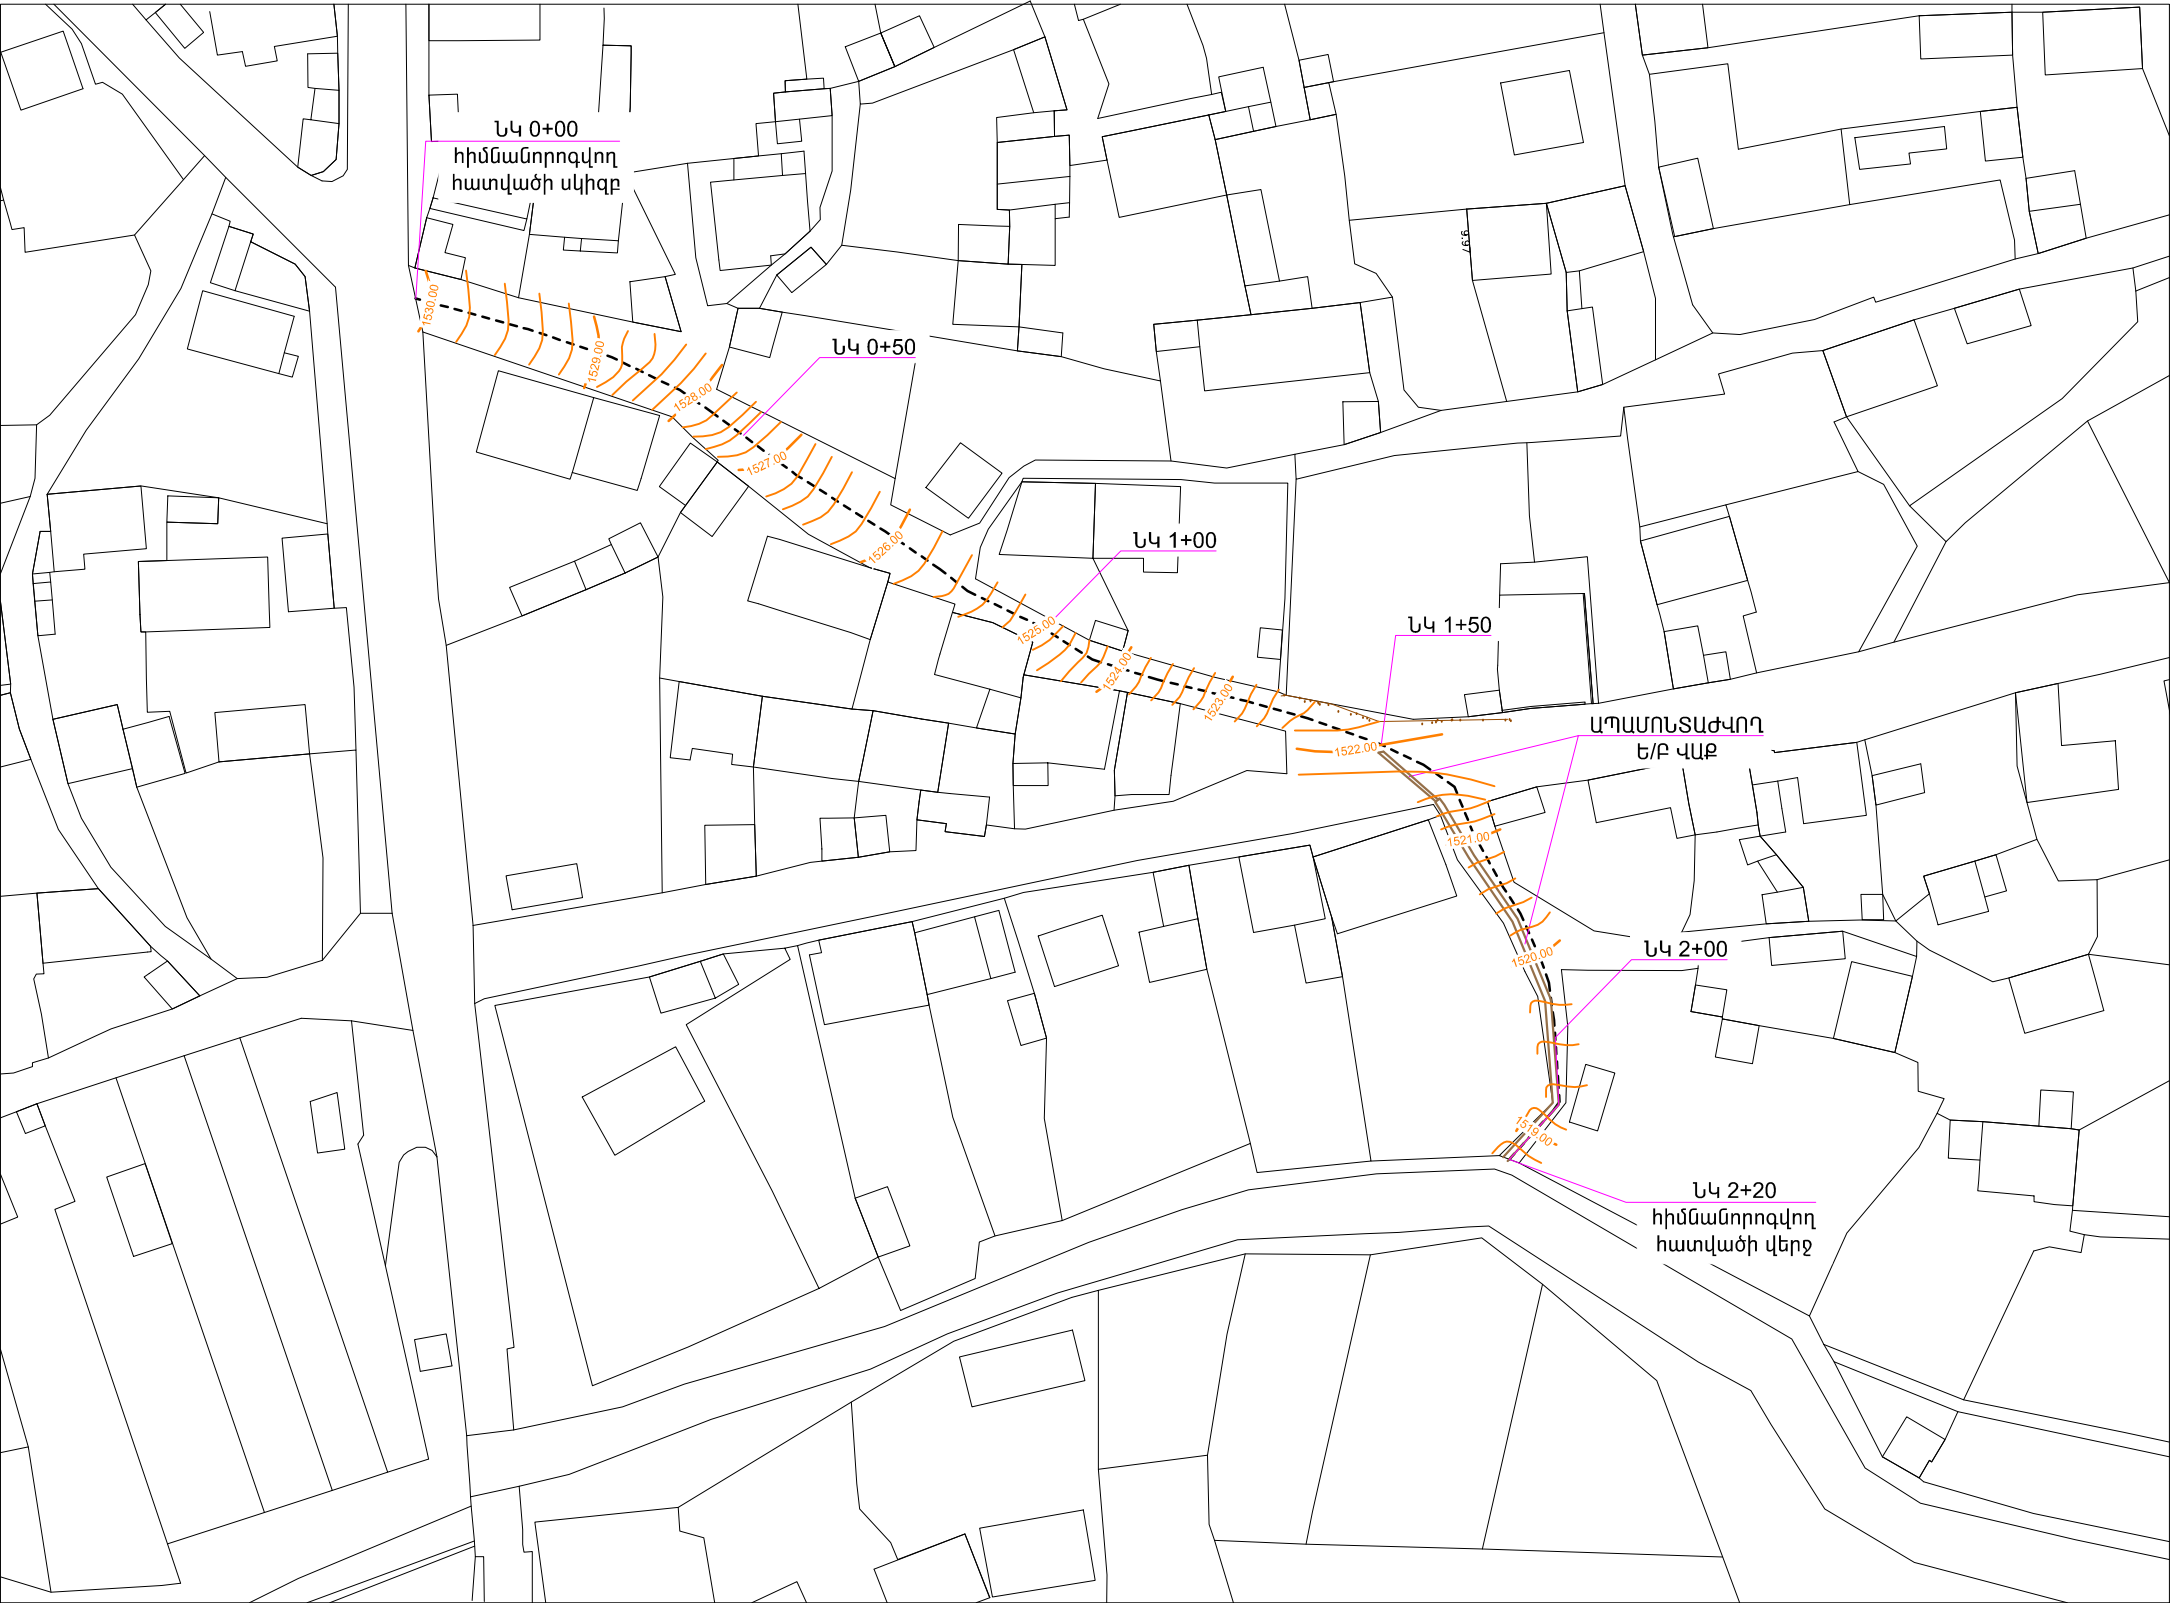 ՆԿ 0+00
հիմնանորոգվող
հատվածի սկիզբ
9.97
1530.00
1529.00
ՆԿ 0+50
1528.00
1527.00
1526.00
ՆԿ 1+00
1525.00
1524.00
1523.00
ՆԿ 1+50
1522.00
ԱՊԱՄՈՆՏԱԺՎՈՂ
Ե/Բ ՎԱՔ
1521.00
1520.00
ՆԿ 2+00
1519.00
ՆԿ 2+20
հիմնանորոգվող
հատվածի վերջ